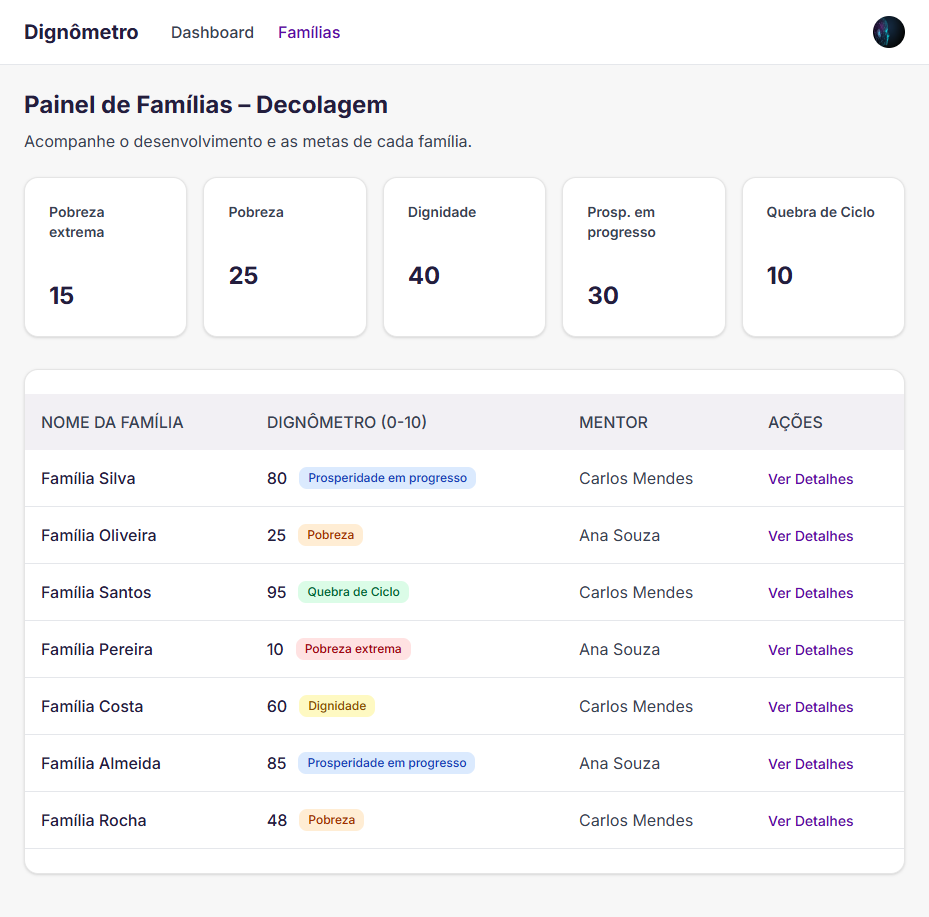 Dignômetro Dashboard Famílias
Painel de Famílias – Decolagem
Acompanhe o desenvolvimento e as metas de cada família.
Pobreza
extrema
15
Pobreza
25
Dignidade
40
Prosp. em
progresso
30
Quebra de Ciclo
10
NOME DA FAMÍLIA DIGNÔMETRO (0-10) MENTOR AÇÕES
Família Silva 80 Prosperidade em progresso Carlos Mendes Ver Detalhes
Família Oliveira 25 Pobreza Ana Souza Ver Detalhes
Família Santos 95 Quebra de Ciclo Carlos Mendes Ver Detalhes
Família Pereira 10 Pobreza extrema Ana Souza Ver Detalhes
Família Costa 60 Dignidade Carlos Mendes Ver Detalhes
Família Almeida 85 Prosperidade em progresso Ana Souza Ver Detalhes
Família Rocha 48 Pobreza Carlos Mendes Ver Detalhes